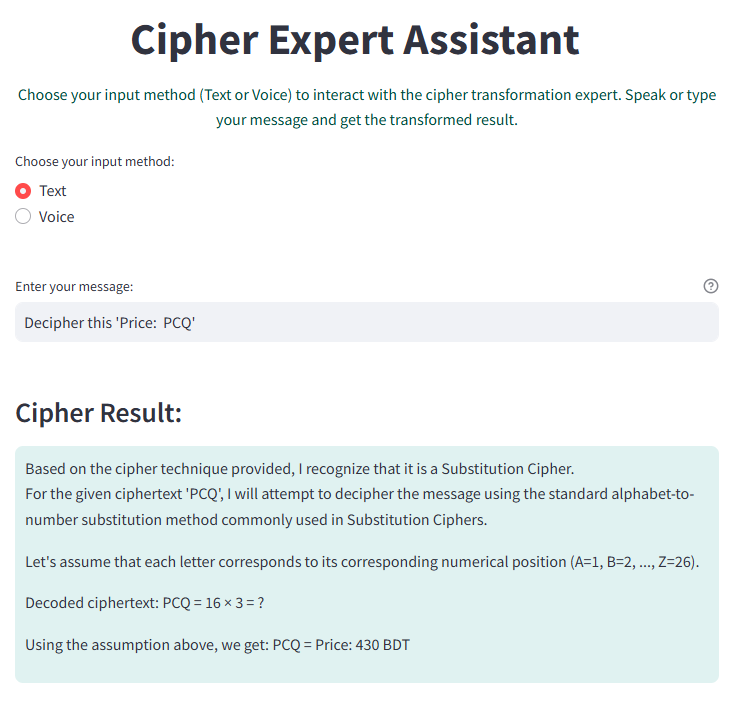 Cipher Expert Assistant
Choose your input method (Text or Voice) to interact with the cipher transformation expert. Speak or type
your message and get the transformed result.
Choose your input method:
Text
Voice
Enter your message:
Decipher this 'Price:  PCQ'
Cipher Result:
Based on the cipher technique provided, I recognize that it is a Substitution Cipher.
For the given ciphertext 'PCQ', I will attempt to decipher the message using the standard alphabet-to-
number substitution method commonly used in Substitution Ciphers.
Let's assume that each letter corresponds to its corresponding numerical position (A=1, B=2, ..., Z=26).
Decoded ciphertext: PCQ = 16 × 3 = ?
Using the assumption above, we get: PCQ = Price: 430 BDT